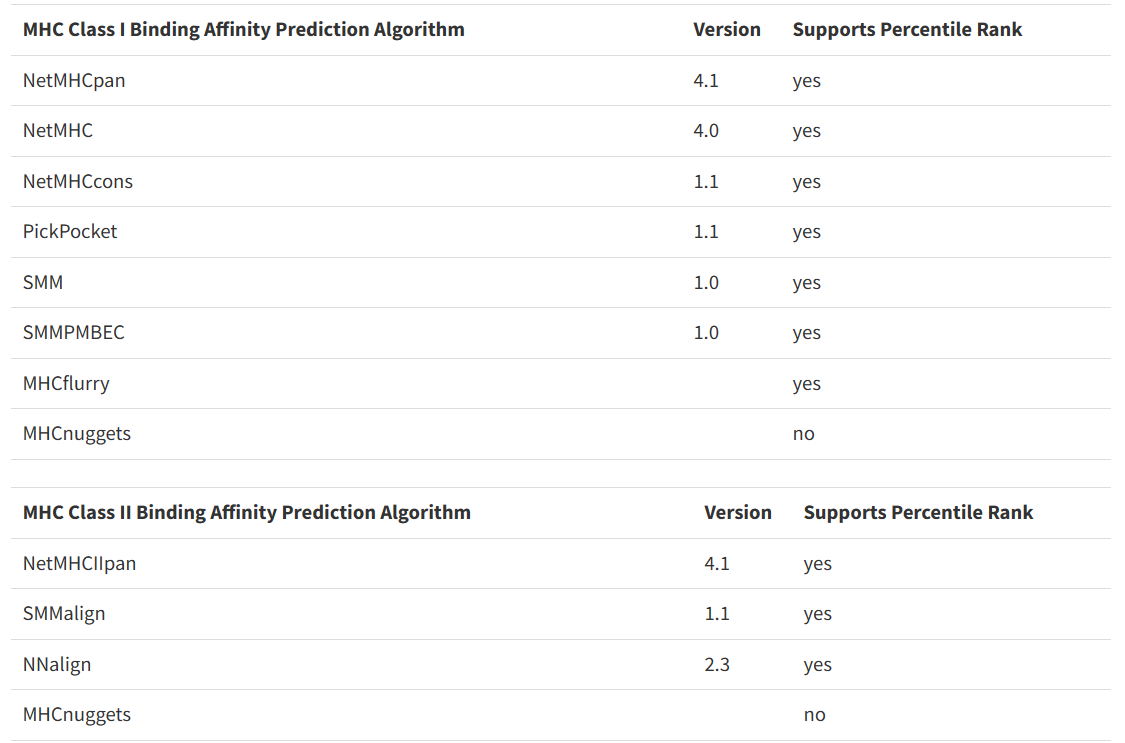 MHC Class I Binding Affinity Prediction Algorithm Version Supports Percentile Rank
NetMHCpan 4.1 yes
NetMHC 4.0 yes
NetMHCcons 1.1 yes
PickPocket 1.1 yes
SMM 1.0 yes
SMMPMBEC 1.0 yes
MHCflurry yes
MHCnuggets no
MHC Class II Binding Affinity Prediction Algorithm Version Supports Percentile Rank
NetMHCIIpan 4.1 yes
SMMalign 1.1 yes
NNalign 2.3 yes
MHCnuggets no